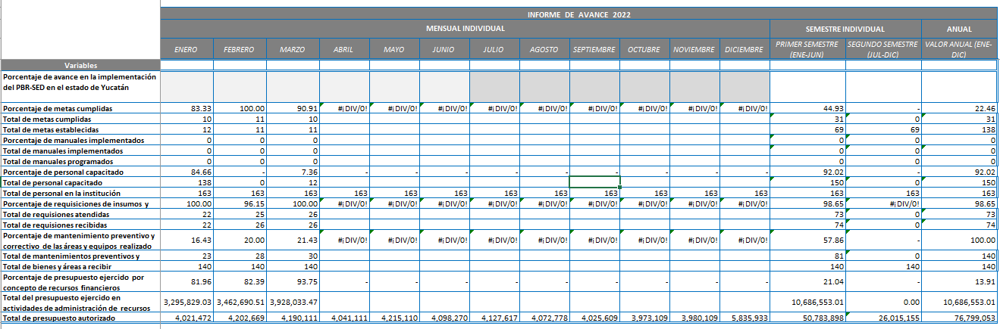 INFORME DE AVANCE 2022
MENSUAL INDIVIDUAL SEMESTRE INDIVIDUAL ANUAL
ENERO FEBRERO MARZO ABRIL MAYO JUNIO JULIO AGOSTO SEPTIEMBRE OCTUBRE NOVIEMBRE DICIEMBRE PRIMER SEMESTRE (ENE-JUN) SEGUNDO SEMESTRE (JUL-DIC) VALOR ANUAL (ENE-DIC)
Variables
Porcentaje de avance en la implementación
del PBR-SED en el estado de Yucatán
Porcentaje de metas cumplidas 83.33 100.00 90.91 #¡DIV/0! #¡DIV/0! #¡DIV/0! #¡DIV/0! #¡DIV/0! #¡DIV/0! #¡DIV/0! #¡DIV/0! #¡DIV/0! 44.93 - 22.46
Total de metas cumplidas 10 11 10 31 0 31
Total de metas establecidas 12 11 11 69 69 138
Porcentaje de manuales implementados 0 0 0 0 0 0
Total de manuales implementados 0 0 0 0 0 0
Total de manuales programados 0 0 0 0 0 0
Porcentaje de personal capacitado 84.66 - 7.36 - - - - - - - - - 92.02 - 92.02
Total de personal capacitado 138 0 12 150 0 150
Total de personal en la institución 163 163 163 163 163 163 163 163 163 163 163 163 163 163 163
Porcentaje de requisiciones de insumos y 100.00 96.15 100.00 #¡DIV/0! #¡DIV/0! #¡DIV/0! #¡DIV/0! #¡DIV/0! #¡DIV/0! #¡DIV/0! #¡DIV/0! #¡DIV/0! 98.65 #¡DIV/0! 98.65
Total de requisiones atendidas 22 25 26 73 0 73
Total de requisiones recibidas 22 26 26 74 0 74
Porcentaje de mantenimiento preventivo y
correctivo de las áreas y equipos realizado 16.43 20.00 21.43 #¡DIV/0! #¡DIV/0! #¡DIV/0! #¡DIV/0! #¡DIV/0! #¡DIV/0! #¡DIV/0! #¡DIV/0! #¡DIV/0! 57.86 - 100.00
Total de mantenimientos preventivos y 23 28 30 81 0 140
Total de bienes y áreas a recibir 140 140 140 140 140 140
Porcentaje de presupuesto ejercido por
concepto de recursos financieros 81.96 82.39 93.75 - - - - - - - - - 21.04 - 13.91
Total del presupuesto ejercido en
actividades de administración de recursos 3,295,829.03 3,462,690.51 3,928,033.47 10,686,553.01 0.00 10,686,553.01
Total de presupuesto autorizado 4,021,472 4,202,669 4,190,111 4,041,111 4,215,110 4,098,270 4,127,617 4,072,778 4,025,609 3,973,109 3,980,109 5,835,933 50,783,898 26,015,155 76,799,053